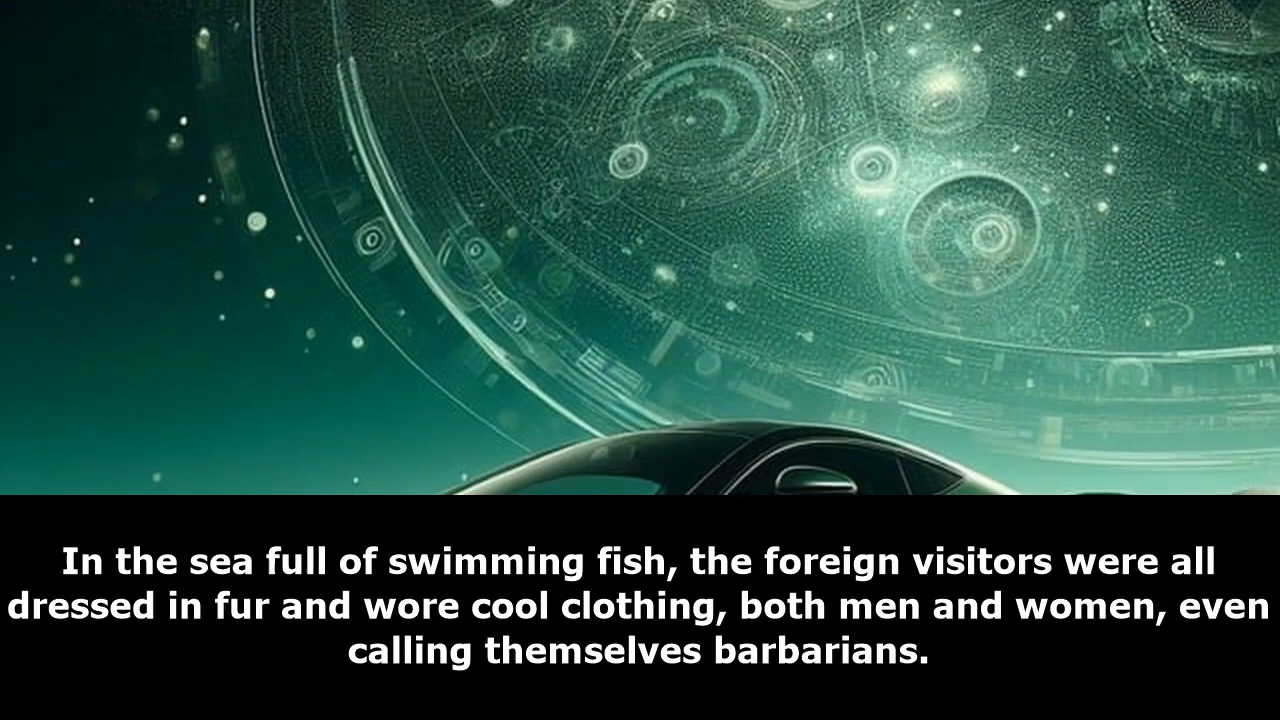 In the sea full of swimming fish, the foreign visitors were all
dressed in fur and wore cool clothing, both men and women, even
calling themselves barbarians.